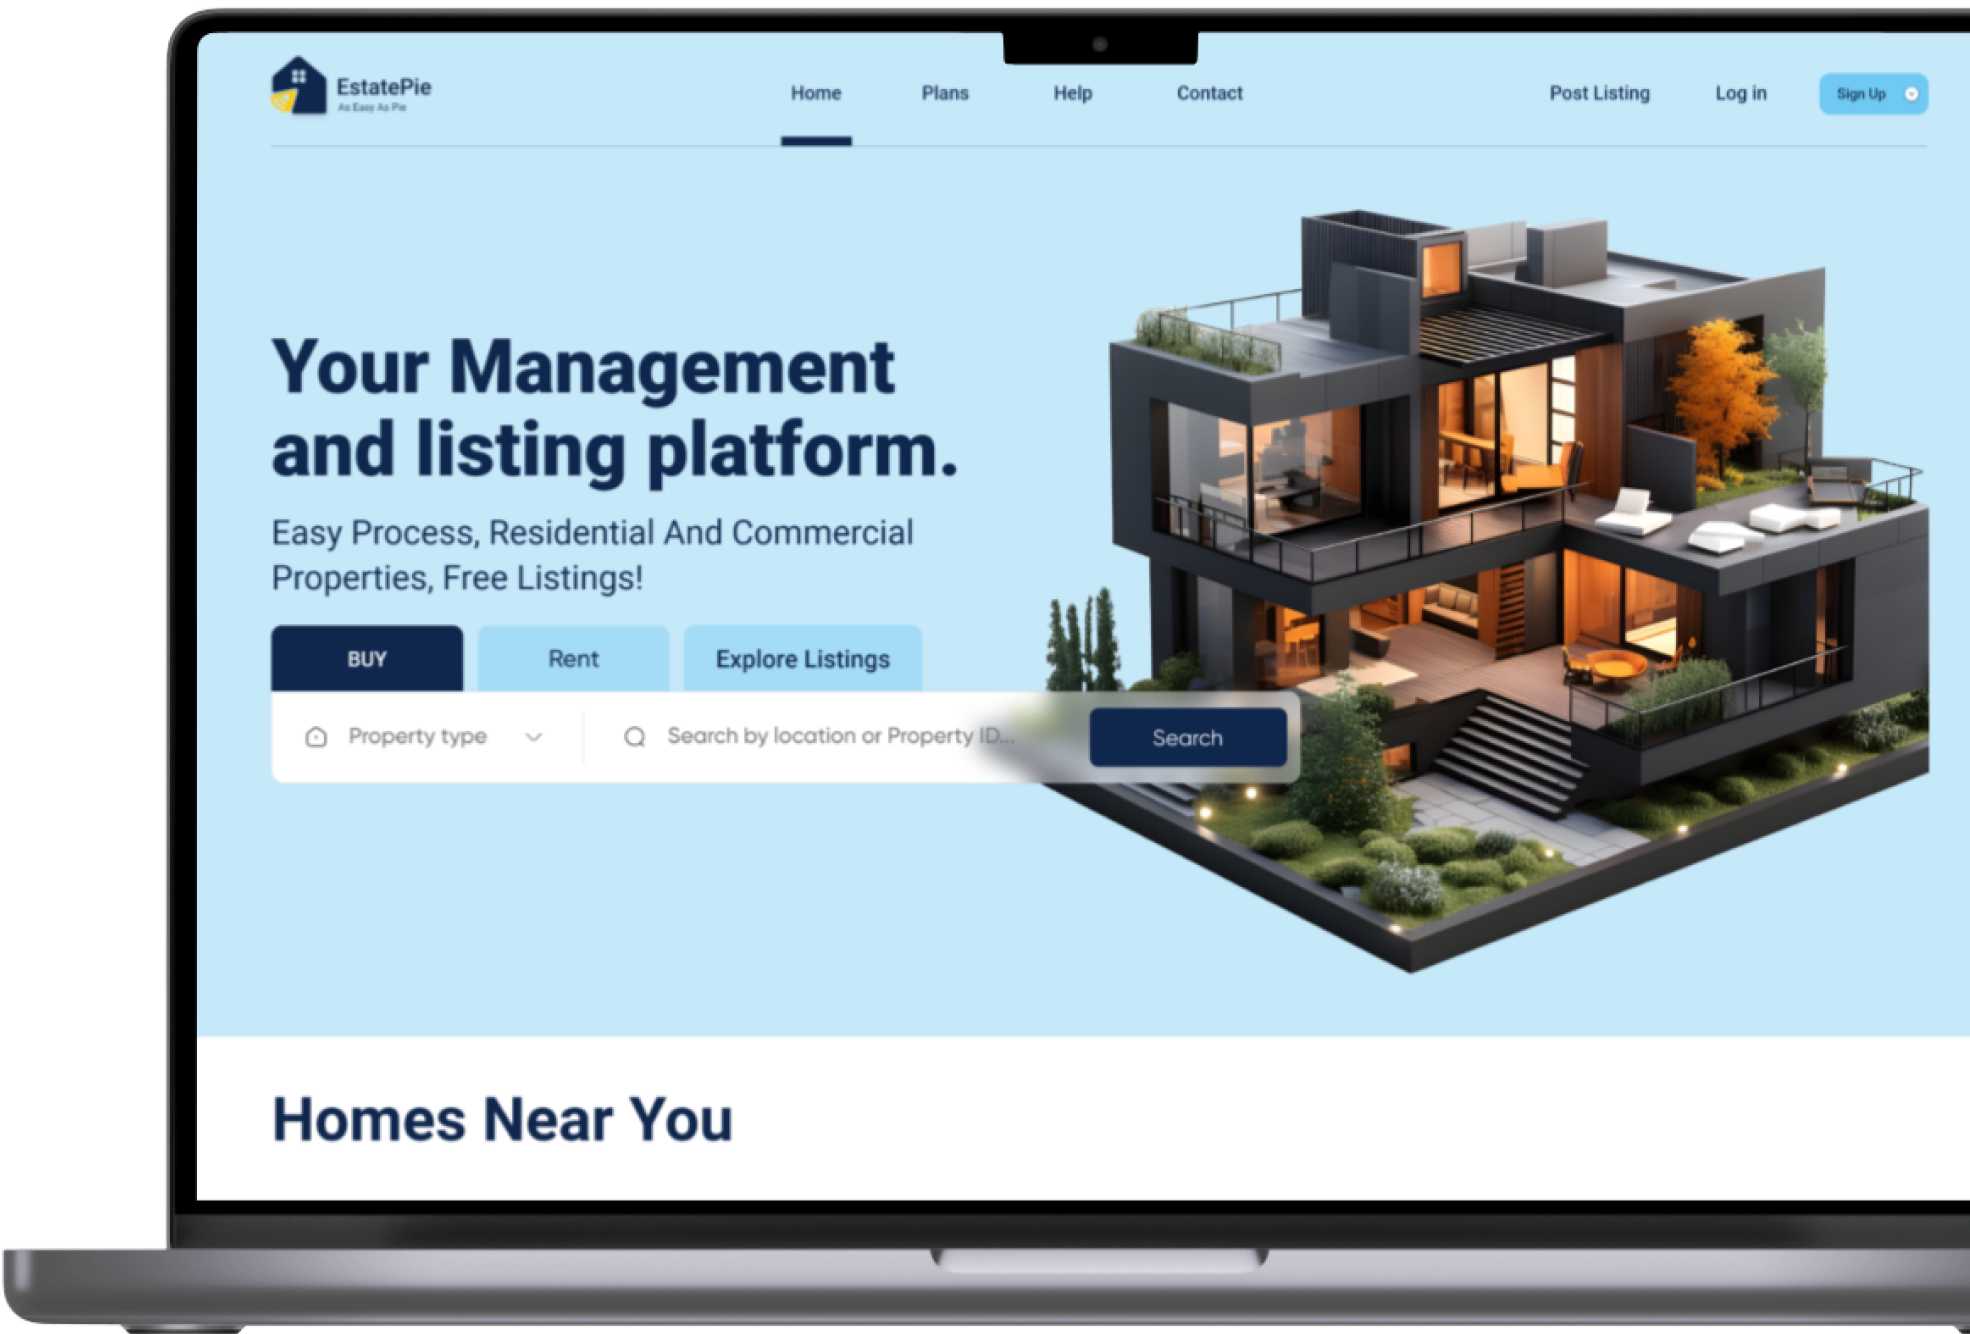 EstatePie
As Easy As Pie
Home
Plans
Help
Contact
Post Listing
Log in
Sign Up
Your Management
and listing platform.
Easy Process, Residential And Commercial
Properties, Free Listings!
BUY
Rent
Explore Listings
Property type
Search by location or Property ID...
Search
Homes Near You